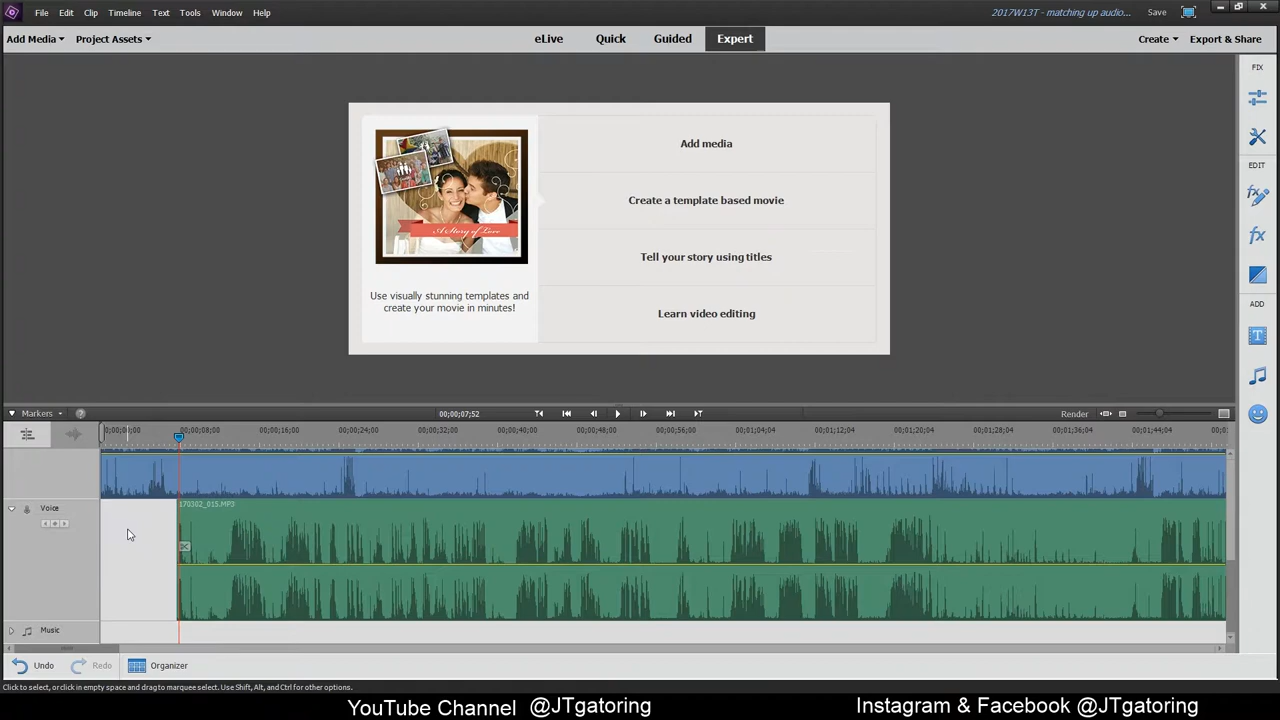 File Edit Clip Timeline Text Tools Window Help
2017W13T - matching up audio... Save
Add Media Project Assets eLive Quick Guided Expert Create Export & Share
FIX
EDIT
ADD
A Story of Love
Use visually stunning templates and
create your movie in minutes!
Add media
Create a template based movie
Tell your story using titles
Learn video editing
Markers 00;00;07;52 Render
00;00;08;00 00;00;16;00 00;00;24;00 00;00;32;00 00;00;40;00 00;00;48;00 00;00;56;00 00;01;04;00 00;01;12;00 00;01;20;00 00;01;28;00 00;01;36;00 00;01;44;00
Voice
170302_015.MP3
Music
Undo Redo Organizer
Click to select, or click in empty space and drag to marquee select. Use Shift, Alt, and Ctrl for other options.
YouTube Channel @JTgatoring Instagram & Facebook @JTgatoring